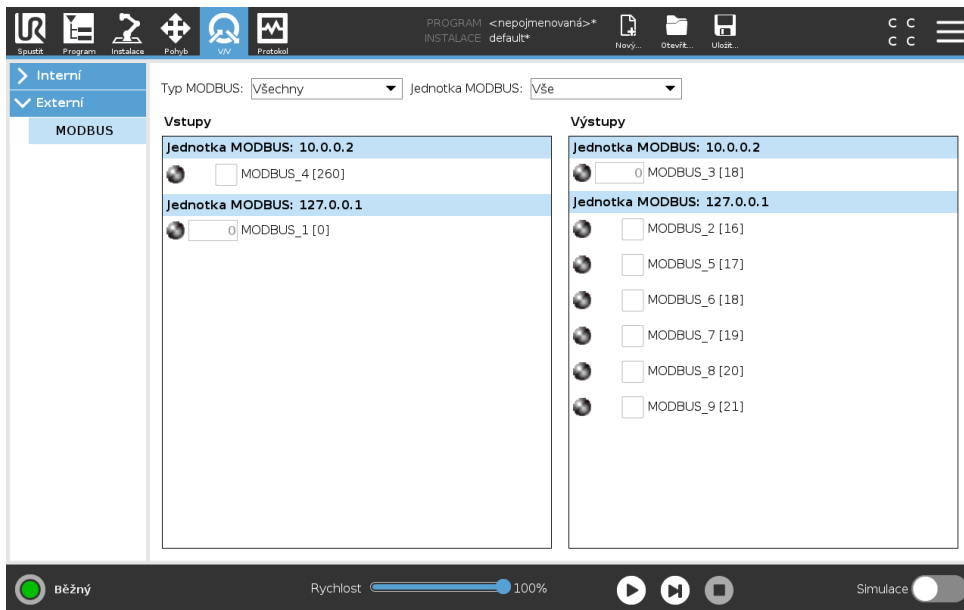 UR
Spustit Program Instalace Pohyb V/V Protokol
PROGRAM <nepojmenovaná>*
INSTALACE default*
Nový... Otevřít... Uložit...
C C
C C
Interní
Externí
MODBUS
Typ MODBUS: Všechny Jednotka MODBUS: Vše
Vstupy
Jednotka MODBUS: 10.0.0.2
MODBUS_4 [260]
Jednotka MODBUS: 127.0.0.1
0 MODBUS_1 [0]
Výstupy
Jednotka MODBUS: 10.0.0.2
0 MODBUS_3 [18]
Jednotka MODBUS: 127.0.0.1
MODBUS_2 [16]
MODBUS_5 [17]
MODBUS_6 [18]
MODBUS_7 [19]
MODBUS_8 [20]
MODBUS_9 [21]
Běžný Rychlost 100% Simulace